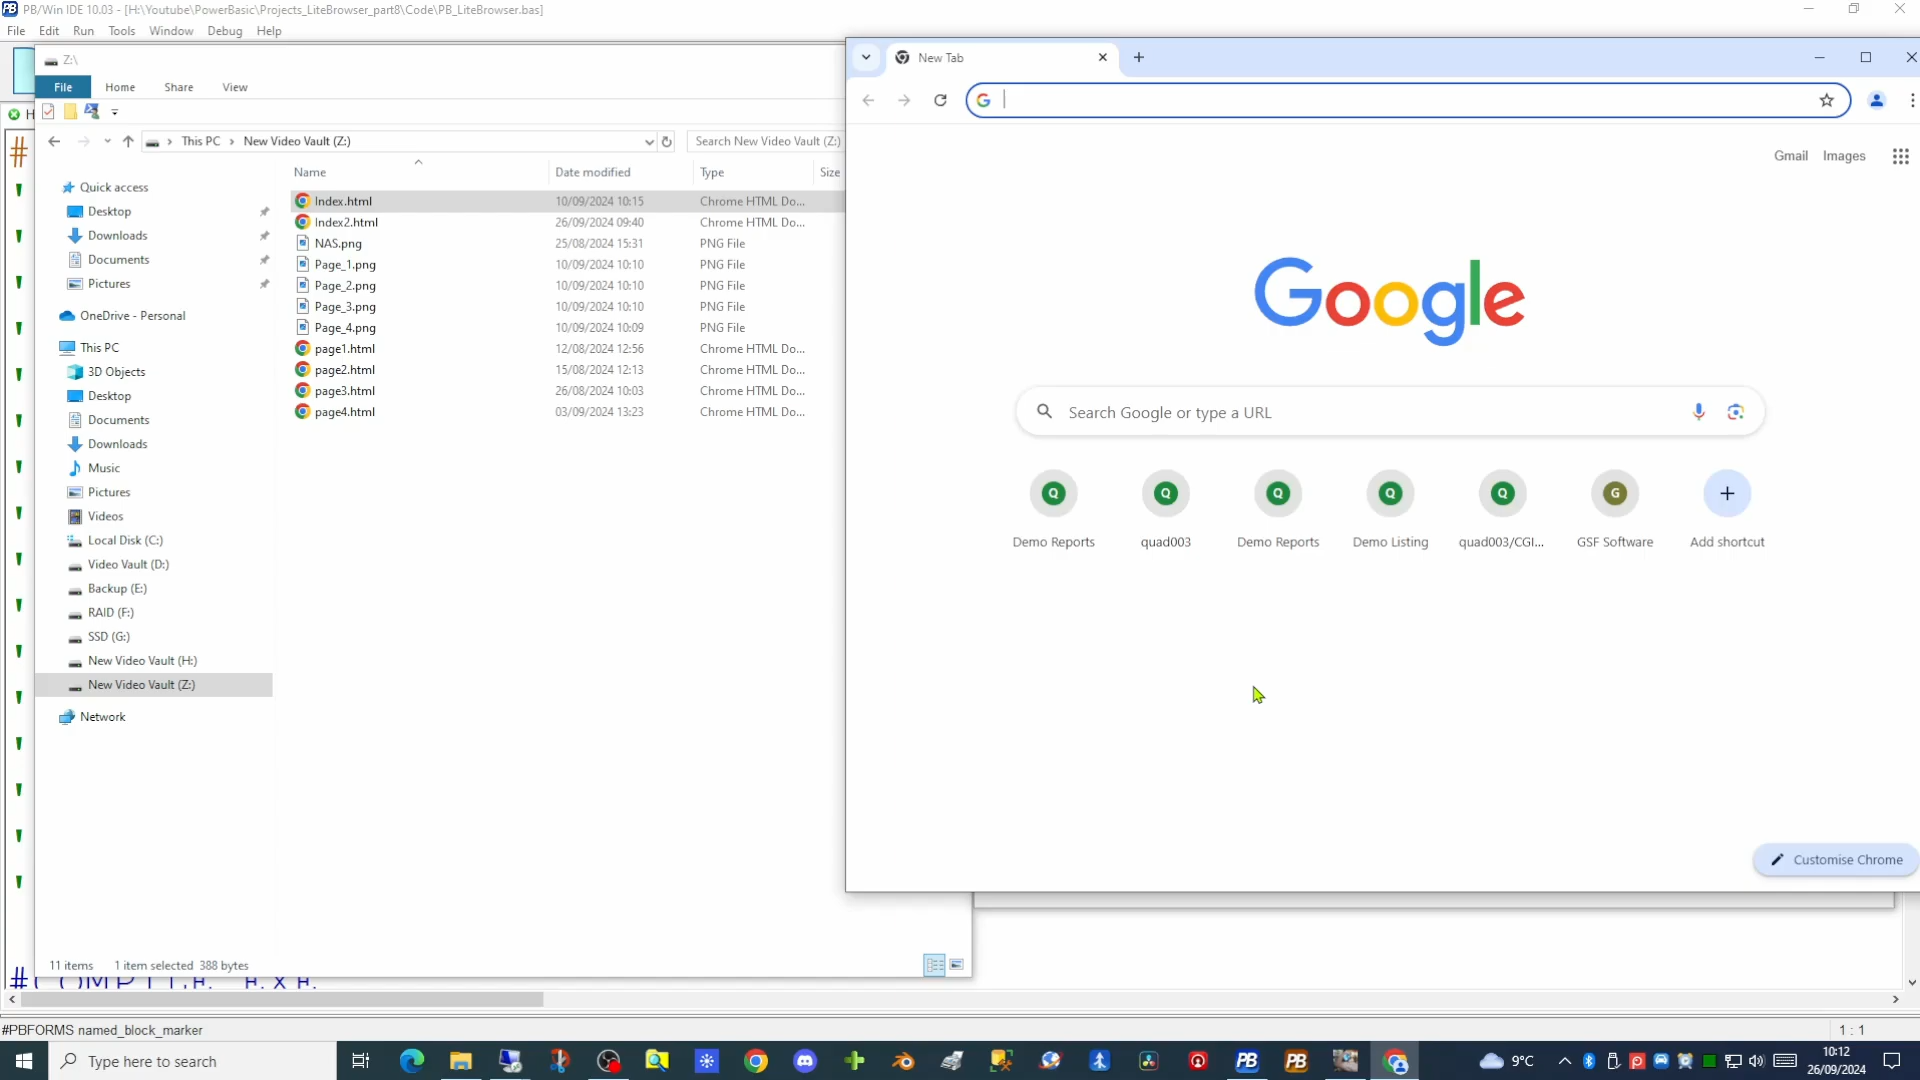 PB/Win IDE 10.03 - [H:\Youtube\PowerBasic\Projects_LiteBrowser_part8\Code\PB_LiteBrowser.bas]
File Edit Run Tools Window Debug Help
Z:\
File Home Share View
This PC > New Video Vault (Z:)
Search New Video Vault (Z:)
Name Date modified Type Size
Quick access
Desktop
Downloads
Documents
Pictures
OneDrive - Personal
This PC
3D Objects
Desktop
Documents
Downloads
Music
Pictures
Videos
Local Disk (C:)
Video Vault (D:)
Backup (E:)
RAID (F:)
SSD (G:)
New Video Vault (H:)
New Video Vault (Z:)
Network
Index.html 10/09/2024 10:15 Chrome HTML Do...
Index2.html 26/09/2024 09:40 Chrome HTML Do...
NAS.png 25/08/2024 15:31 PNG File
Page_1.png 10/09/2024 10:10 PNG File
Page_2.png 10/09/2024 10:10 PNG File
Page_3.png 10/09/2024 10:10 PNG File
Page_4.png 10/09/2024 10:09 PNG File
page1.html 12/08/2024 12:56 Chrome HTML Do...
page2.html 15/08/2024 12:13 Chrome HTML Do...
page3.html 26/08/2024 10:03 Chrome HTML Do...
page4.html 03/09/2024 13:23 Chrome HTML Do...
11 items 1 item selected 388 bytes
New Tab
Gmail Images
Google
Search Google or type a URL
Demo Reports quad003 Demo Reports Demo Listing quad003/CGI... GSF Software Add shortcut
Customise Chrome
#COMPILE EXE
#PBFORMS named_block_marker
1 : 1
Type here to search
9°C
10:12
26/09/2024